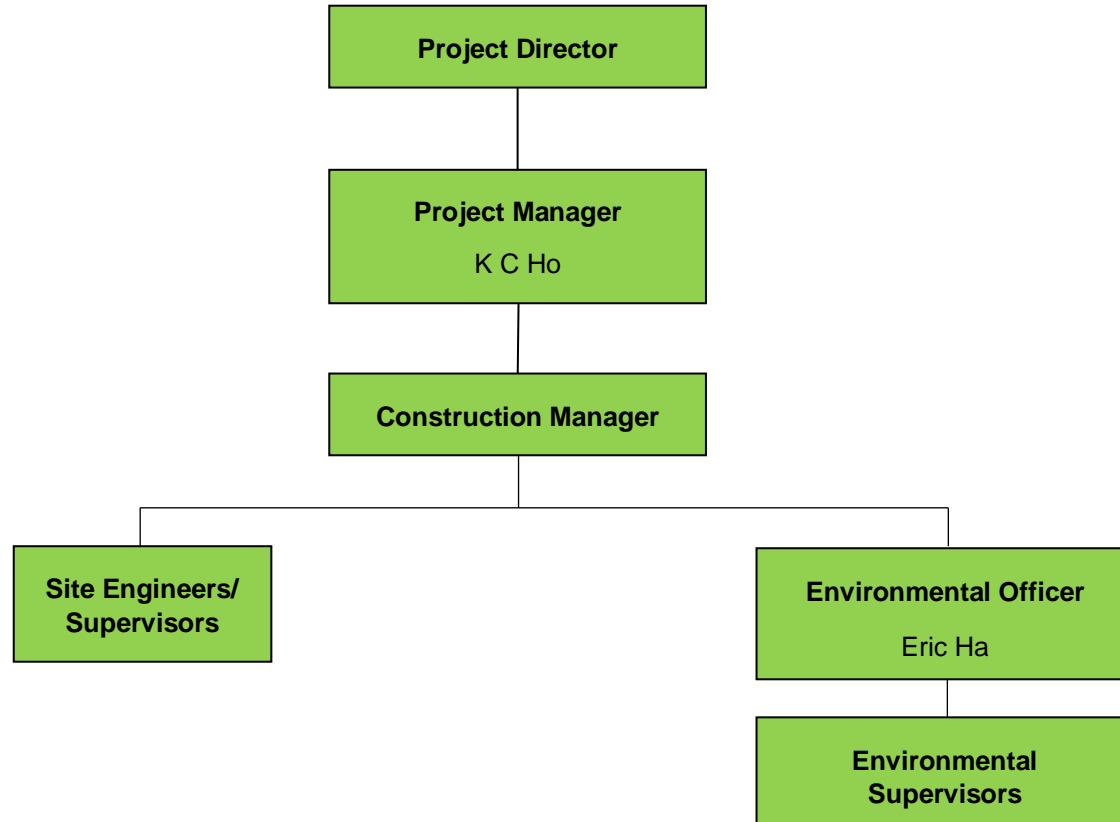 Project Director
Project Manager
K C Ho
Construction Manager
Site Engineers/
Supervisors
Environmental Officer
Eric Ha
Environmental
Supervisors